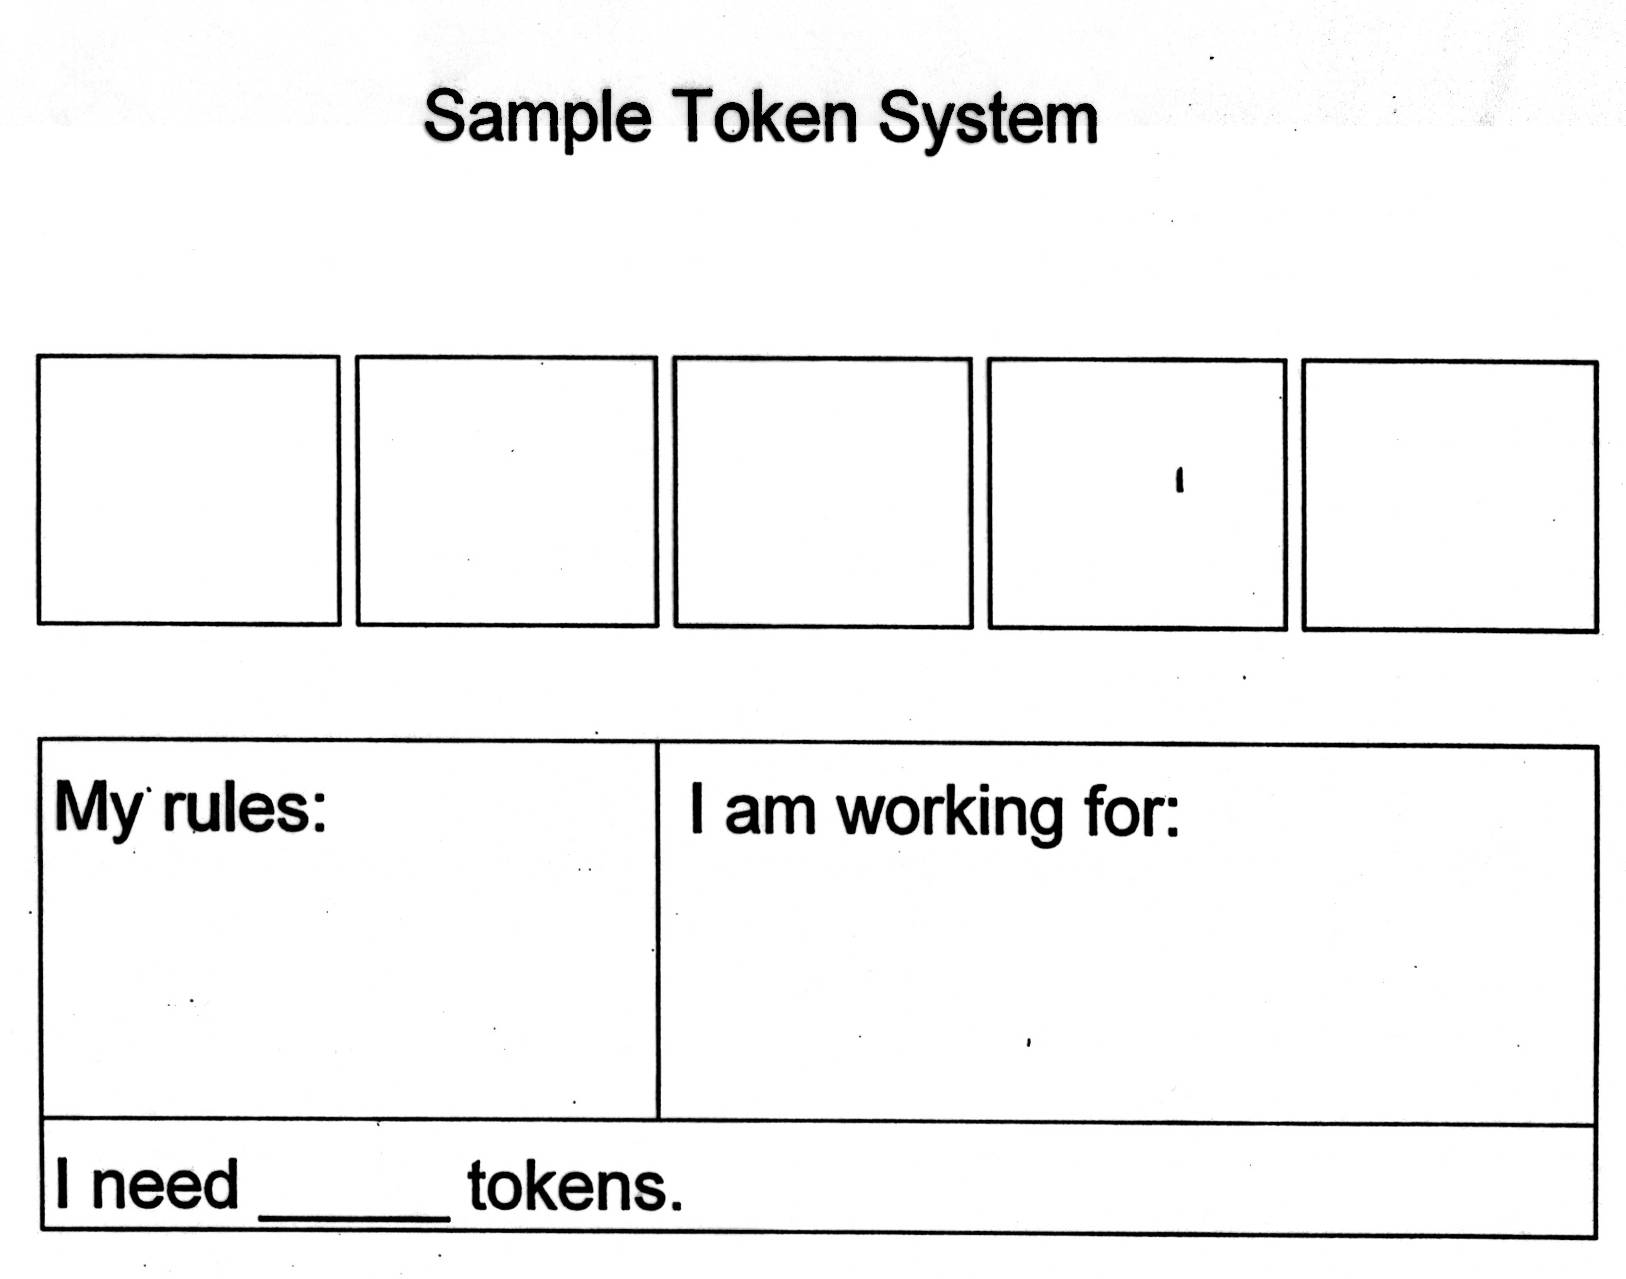 Sample Token System
My rules:
I am working for:
I need ______ tokens.